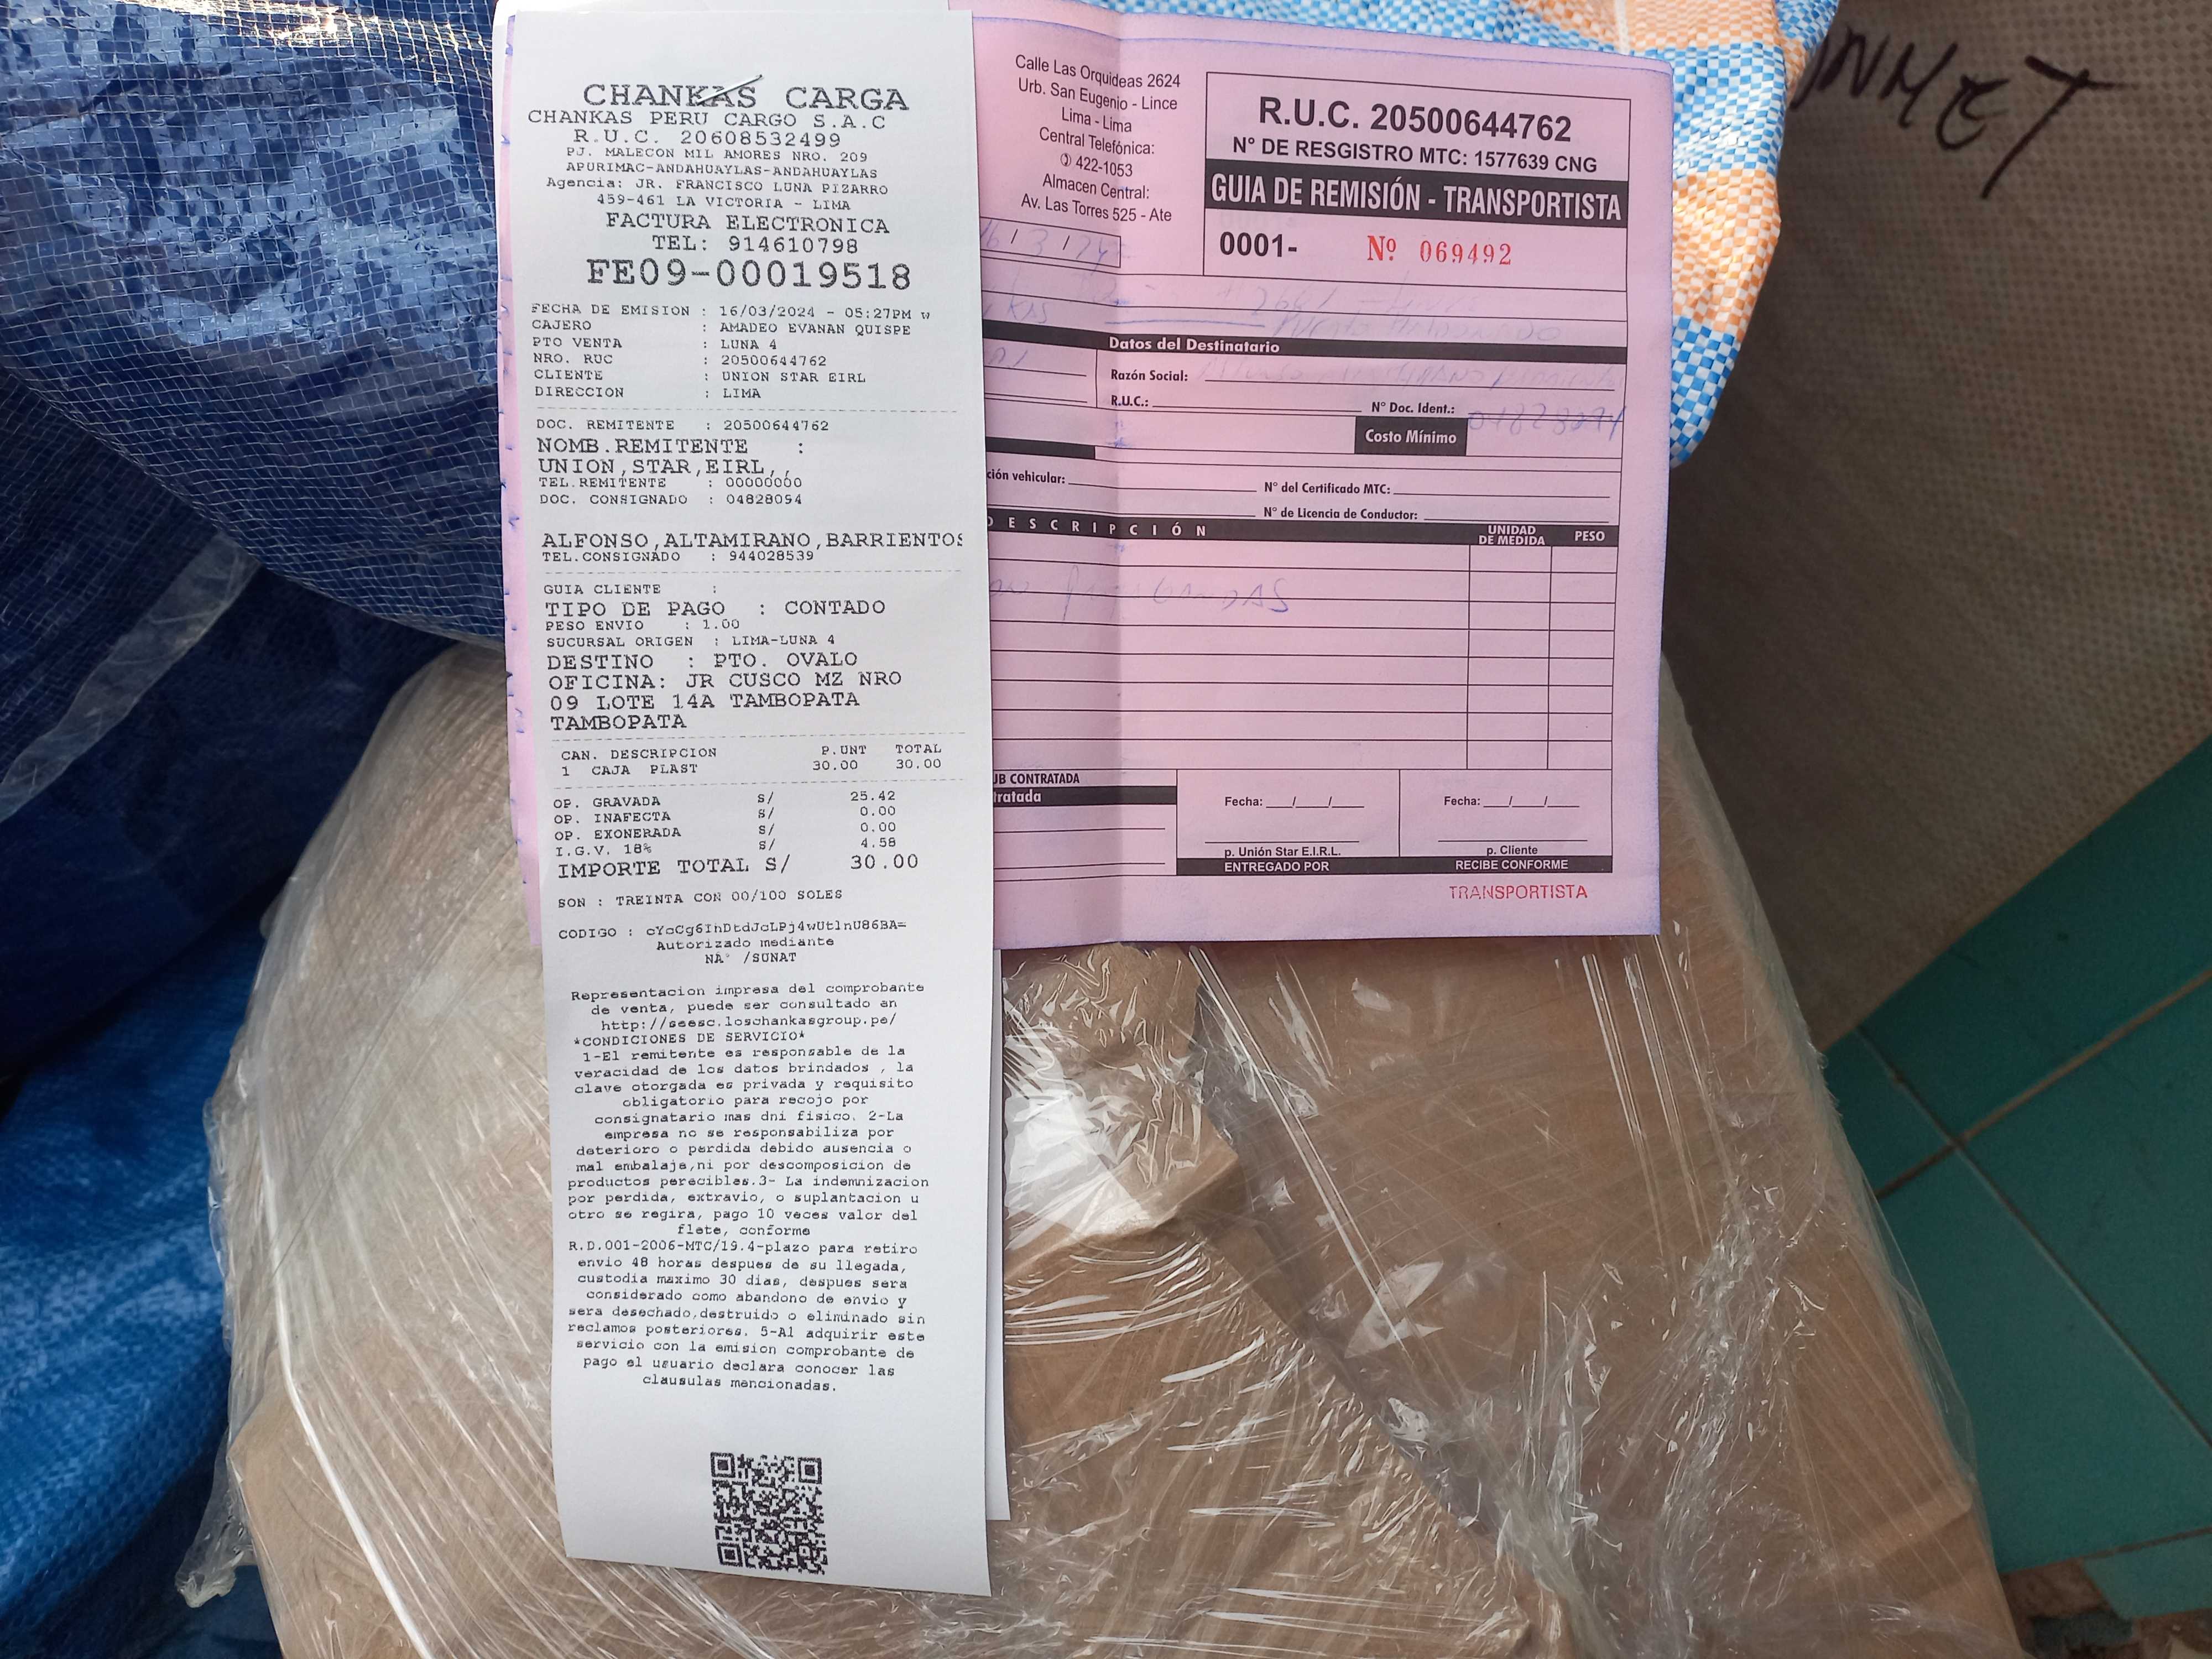 CHANKAS CARGA
CHANKAS PERU CARGO S.A.C
R.U.C. 20608532499
PJ. MALECON MIL AMORES NRO. 209
APURIMAC-ANDAHUAYLAS-ANDAHUAYLAS
Agencia: JR. FRANCISCO LUNA PIZARRO
459-461 LA VICTORIA - LIMA
FACTURA ELECTRONICA
TEL: 914610798
FE09-00019518
FECHA DE EMISION : 16/03/2024 - 05:27PM w
CAJERO : AMADEO EVANAN QUISPE
PTO VENTA : LUNA 4
NRO. RUC : 20500644762
CLIENTE : UNION STAR EIRL
DIRECCION : LIMA
DOC. REMITENTE : 20500644762
NOMB.REMITENTE :
UNION,STAR,EIRL,,
TEL.REMITENTE : 00000000
DOC. CONSIGNADO : 04828094
ALFONSO,ALTAMIRANO,BARRIENTOS
TEL.CONSIGNADO : 944028539
GUIA CLIENTE :
TIPO DE PAGO : CONTADO
PESO ENVIO : 1.00
SUCURSAL ORIGEN : LIMA-LUNA 4
DESTINO : PTO. OVALO
OFICINA: JR CUSCO MZ NRO
09 LOTE 14A TAMBOPATA
TAMBOPATA
CAN. DESCRIPCION P.UNT TOTAL
1 CAJA PLAST 30.00 30.00
OP. GRAVADA S/ 25.42
OP. INAFECTA S/ 0.00
OP. EXONERADA S/ 0.00
I.G.V. 18% S/ 4.58
IMPORTE TOTAL S/ 30.00
SON : TREINTA CON 00/100 SOLES
CODIGO : cYcCg6IhDtdJcLPj4wUtlnU86BA=
Autorizado mediante
NA° /SUNAT
Representacion impresa del comprobante
de venta, puede ser consultado en
http://seesc.loschankasgroup.pe/
*CONDICIONES DE SERVICIO*
1-El remitente es responsable de la
veracidad de los datos brindados , la
clave otorgada es privada y requisito
obligatorio para recojo por
consignatario mas dni fisico. 2-La
empresa no se responsabiliza por
deterioro o perdida debido ausencia o
mal embalaje,ni por descomposicion de
productos perecibles.3- La indemnizacion
por perdida, extravio, o suplantacion u
otro se regira, pago 10 veces valor del
flete, conforme
R.D.001-2006-MTC/19.4-plazo para retiro
envio 48 horas despues de su llegada,
custodia maximo 30 dias, despues sera
considerado como abandono de envio y
sera desechado,destruido o eliminado sin
reclamos posteriores. 5-Al adquirir este
servicio con la emision comprobante de
pago el usuario declara conocer las
clausulas mencionadas.
Calle Las Orquideas 2624
Urb. San Eugenio - Lince
Lima - Lima
Central Telefónica:
422-1053
Almacen Central:
Av. Las Torres 525 - Ate
R.U.C. 20500644762
N° DE RESGISTRO MTC: 1577639 CNG
GUIA DE REMISIÓN - TRANSPORTISTA
0001- Nº 069492
KAS
Datos del Destinatario
Razón Social:
R.U.C.: N° Doc. Ident.: 04828094
Costo Mínimo
ción vehicular: N° del Certificado MTC:
N° de Licencia de Conductor:
DESCRIPCIÓN UNIDAD DE MEDIDA PESO
UB CONTRATADA
tratada
Fecha: __/__/__ Fecha: __/__/__
p. Unión Star E.I.R.L. p. Cliente
ENTREGADO POR RECIBE CONFORME
TRANSPORTISTA